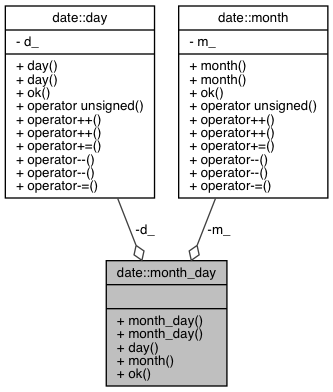 date::day
- d_
+ day()
+ day()
+ ok()
+ operator unsigned()
+ operator++()
+ operator++()
+ operator+=()
+ operator--()
+ operator--()
+ operator-=()
date::month
- m_
+ month()
+ month()
+ ok()
+ operator unsigned()
+ operator++()
+ operator++()
+ operator+=()
+ operator--()
+ operator--()
+ operator-=()
-d_
-m_
date::month_day
+ month_day()
+ month_day()
+ day()
+ month()
+ ok()